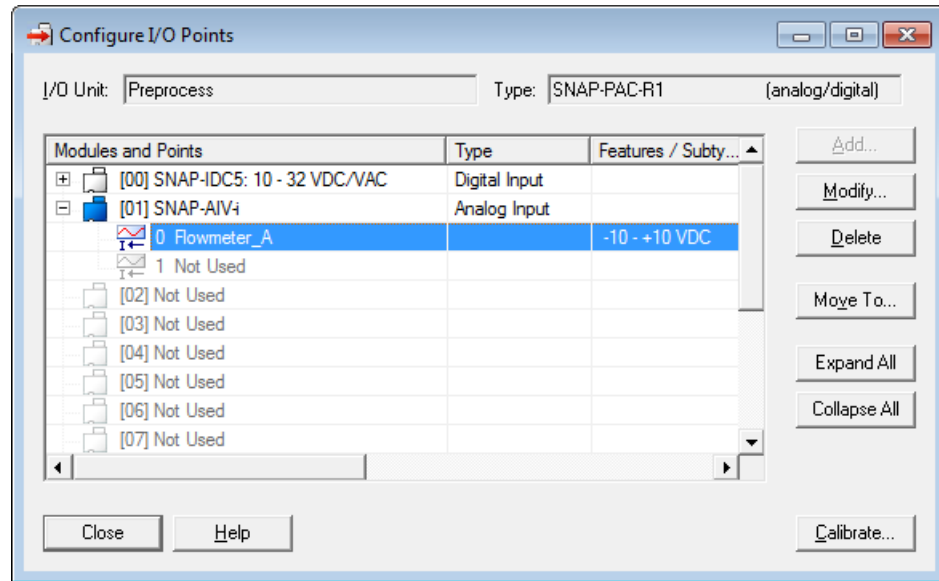 Configure I/O Points
I/O Unit: Preprocess Type: SNAP-PAC-R1 (analog/digital)
Modules and Points Type Features / Subty...
[00] SNAP-IDC5: 10 - 32 VDC/VAC Digital Input
[01] SNAP-AIV-i Analog Input
0 Flowmeter_A -10 - +10 VDC
1 Not Used
[02] Not Used
[03] Not Used
[04] Not Used
[05] Not Used
[06] Not Used
[07] Not Used
Add...
Modify...
Delete
Move To...
Expand All
Collapse All
Close Help Calibrate...